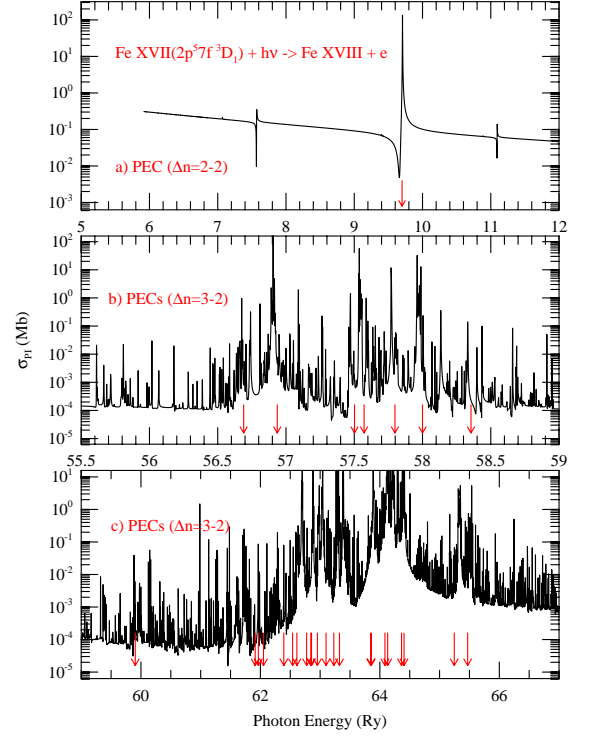 10²
10¹
10⁰
10⁻¹
10⁻²
10⁻³
Fe XVII(2p⁵7f ³D₁) + hν -> Fe XVIII + e
a) PEC (Δn=2-2)
5 6 7 8 9 10 11 12
10²
10¹
10⁰
10⁻¹
10⁻²
10⁻³
10⁻⁴
10⁻⁵
b) PECs (Δn=3-2)
σPI (Mb)
55.5 56 56.5 57 57.5 58 58.5 59
10¹
10⁰
10⁻¹
10⁻²
10⁻³
10⁻⁴
10⁻⁵
c) PECs (Δn=3-2)
60 62 64 66
Photon Energy (Ry)